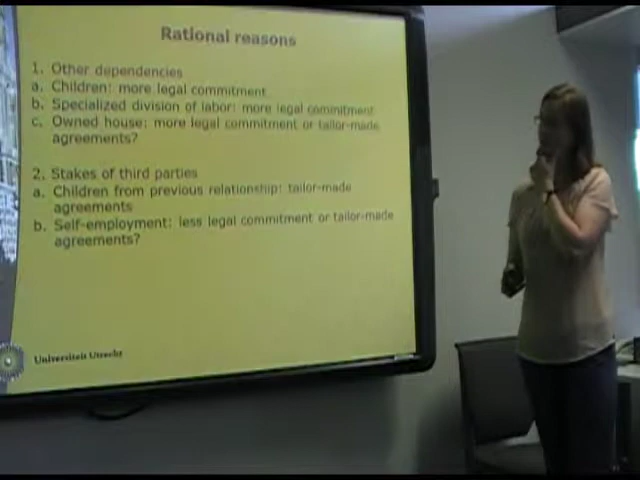 Rational reasons
1. Other dependencies
a. Children: more legal commitment
b. Specialized division of labor: more legal commitment
c. Owned house: more legal commitment or tailor-made
agreements?
2. Stakes of third parties
a. Children from previous relationship: tailor-made
agreements
b. Self-employment: less legal commitment or tailor-made
agreements?
Universiteit Utrecht